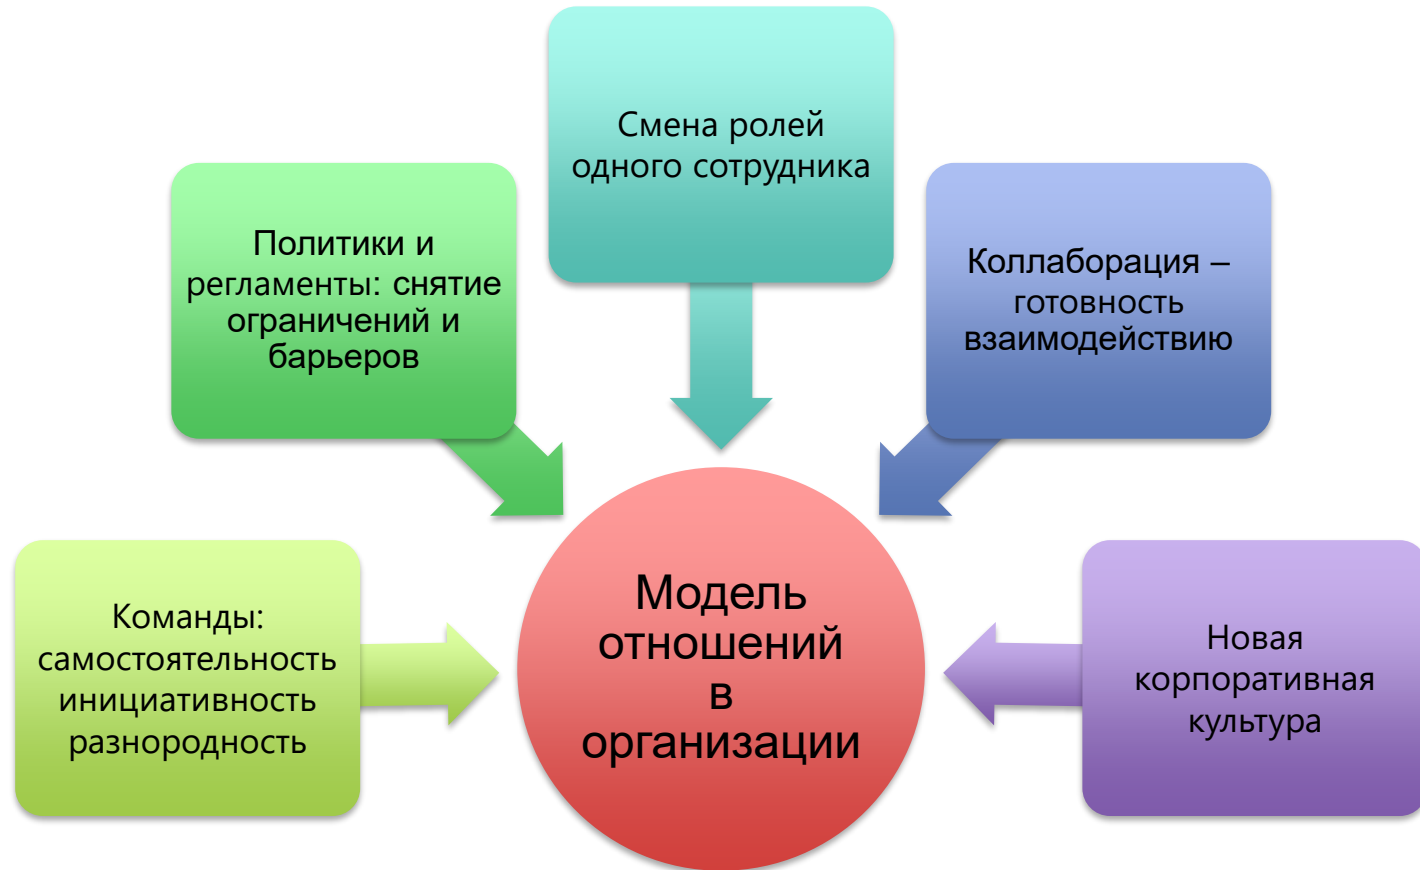 Смена ролей
одного сотрудника
Политики и
регламенты: снятие
ограничений и
барьеров
Коллаборация –
готовность
взаимодействию
Команды:
самостоятельность
инициативность
разнородность
Модель
отношений
в
организации
Новая
корпоративная
культура